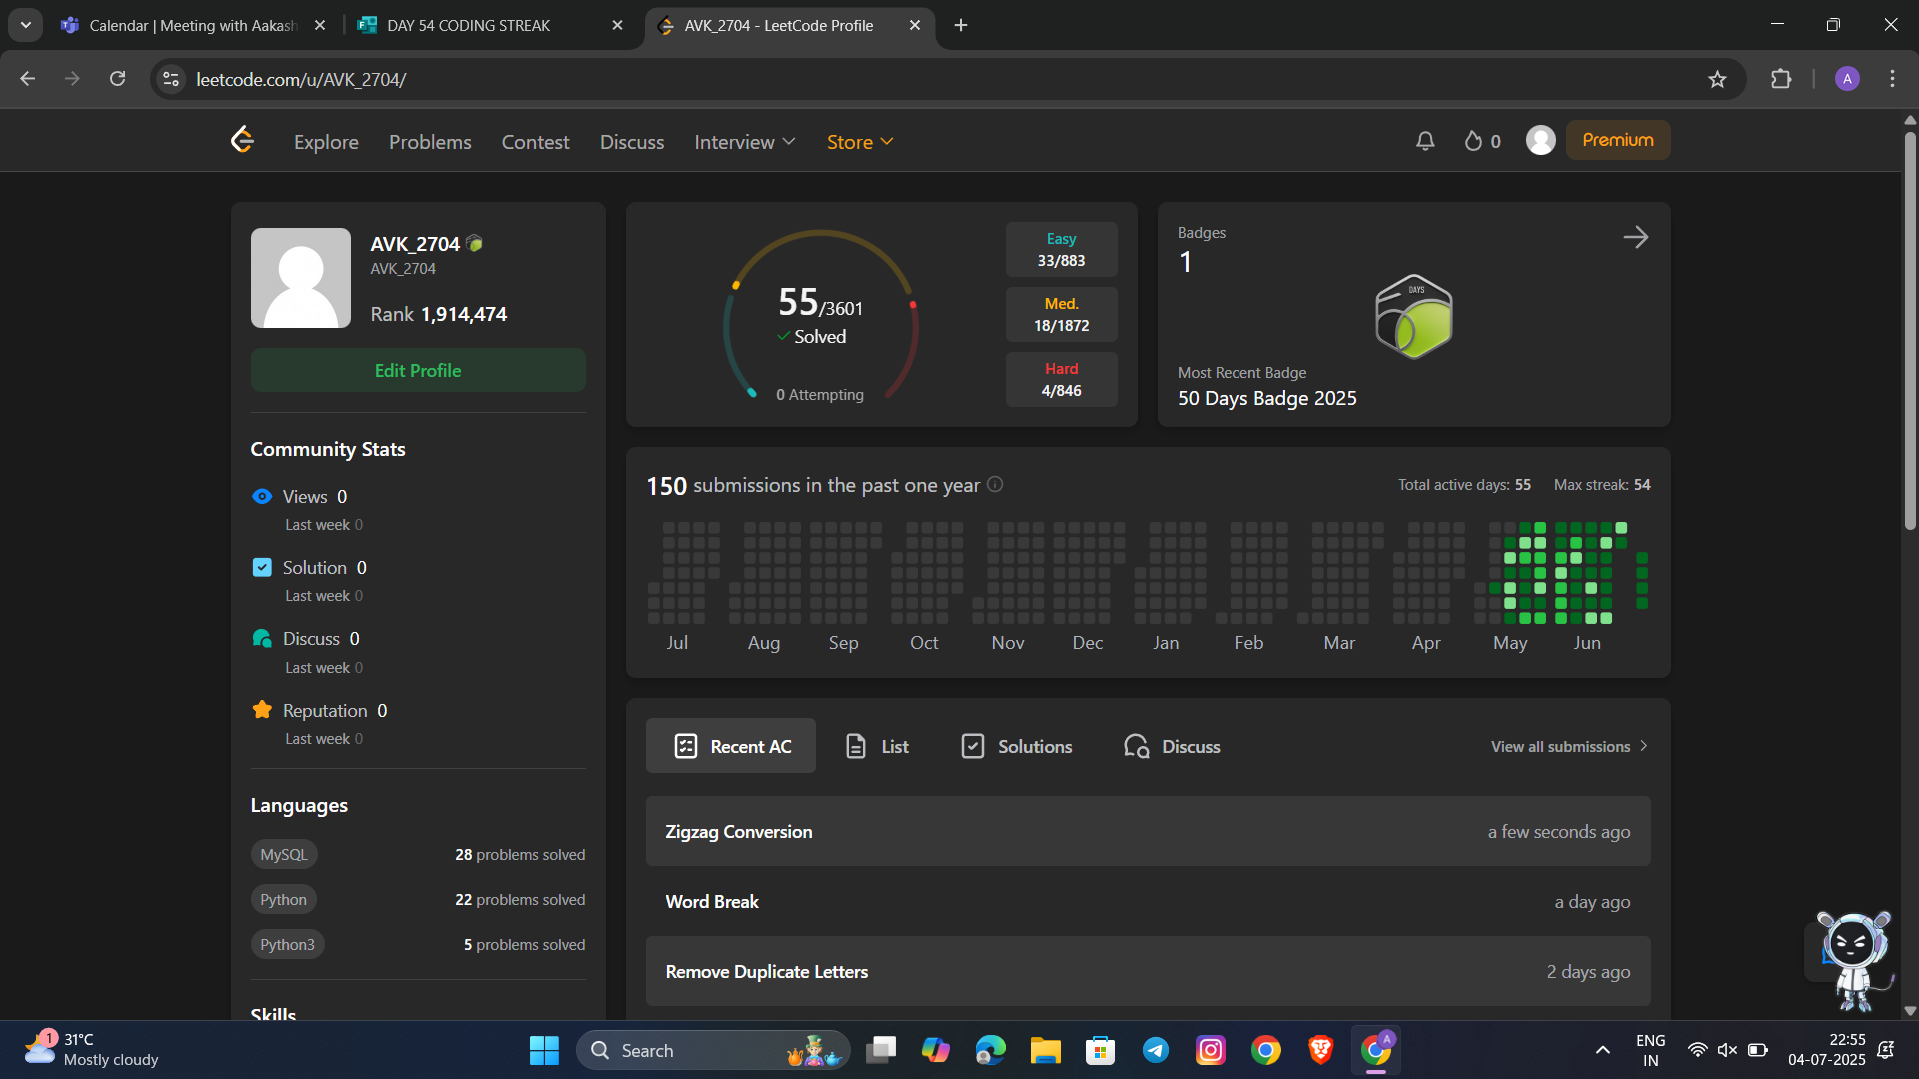 Calendar | Meeting with Aakash
DAY 54 CODING STREAK
AVK_2704 - LeetCode Profile
leetcode.com/u/AVK_2704/
A
Explore
Problems
Contest
Discuss
Interview
Store
0
Premium
AVK_2704
AVK_2704
Rank 1,914,474
Edit Profile
Community Stats
Views 0
Last week 0
Solution 0
Last week 0
Discuss 0
Last week 0
Reputation 0
Last week 0
Languages
MySQL 28 problems solved
Python 22 problems solved
Python3 5 problems solved
Skills
55/3601
Solved
0 Attempting
Easy
33/883
Med.
18/1872
Hard
4/846
Badges
1
DAYS
Most Recent Badge
50 Days Badge 2025
150 submissions in the past one year
Total active days: 55 Max streak: 54
Jul Aug Sep Oct Nov Dec Jan Feb Mar Apr May Jun
Recent AC
List
Solutions
Discuss
View all submissions
Zigzag Conversion a few seconds ago
Word Break a day ago
Remove Duplicate Letters 2 days ago
1
31°C
Mostly cloudy
Search
A
ENG
IN
22:55
04-07-2025